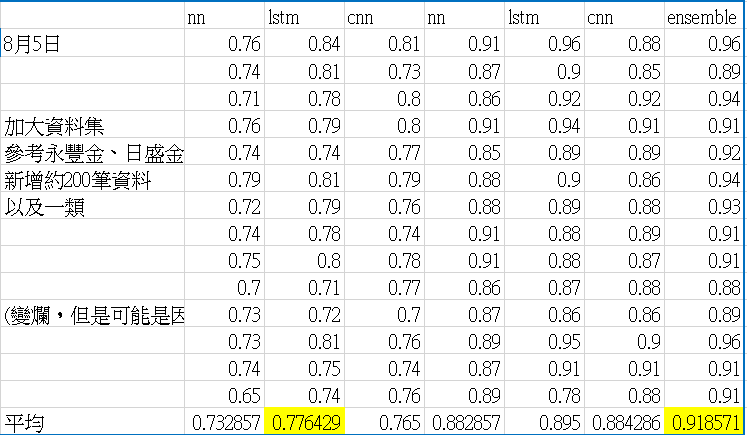 nn lstm cnn nn lstm cnn ensemble
8月5日 0.76 0.84 0.81 0.91 0.96 0.88 0.96
0.74 0.81 0.73 0.87 0.9 0.85 0.89
0.71 0.78 0.8 0.86 0.92 0.92 0.94
加大資料集 0.76 0.79 0.8 0.91 0.94 0.91 0.91
參考永豐金、日盛金 0.74 0.74 0.77 0.85 0.89 0.89 0.92
新增約200筆資料 0.79 0.81 0.79 0.88 0.9 0.86 0.94
以及一類 0.72 0.79 0.76 0.88 0.89 0.88 0.93
0.74 0.78 0.74 0.91 0.88 0.89 0.91
0.75 0.8 0.78 0.91 0.88 0.87 0.91
0.7 0.71 0.77 0.86 0.87 0.88 0.88
(變爛，但是可能是因 0.73 0.72 0.7 0.87 0.86 0.86 0.89
0.73 0.81 0.76 0.89 0.95 0.9 0.96
0.74 0.75 0.74 0.87 0.91 0.91 0.91
0.65 0.74 0.76 0.89 0.78 0.88 0.91
平均 0.732857 0.776429 0.765 0.882857 0.895 0.884286 0.918571